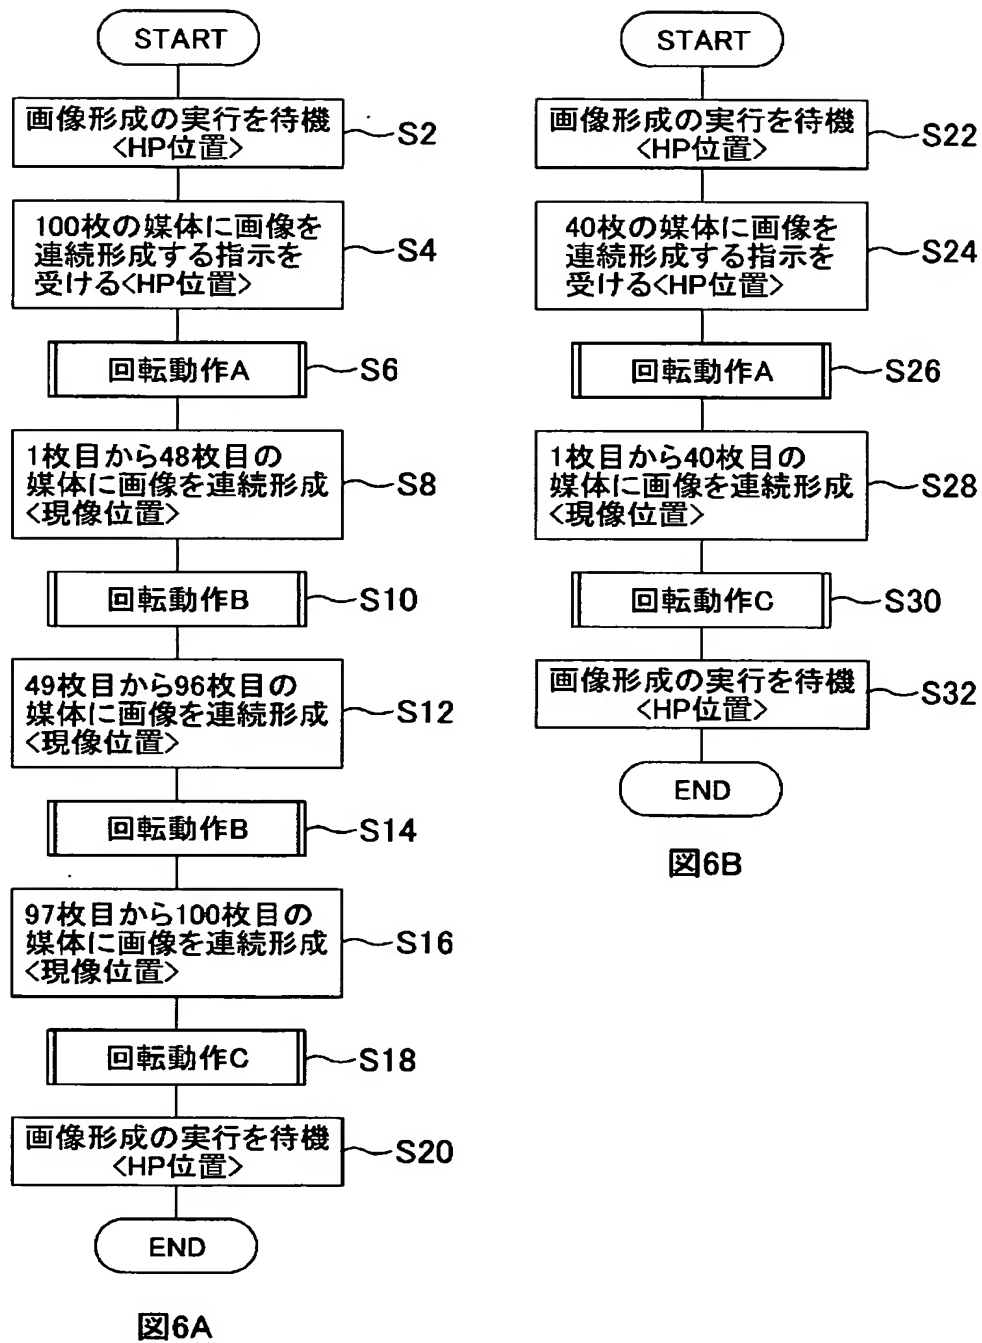 START
画像形成の実行を待機
<HP位置>
S2
100枚の媒体に画像を
連続形成する指示を
受ける<HP位置>
S4
回転動作A
S6
1枚目から48枚目の
媒体に画像を連続形成
<現像位置>
S8
回転動作B
S10
49枚目から96枚目の
媒体に画像を連続形成
<現像位置>
S12
回転動作B
S14
97枚目から100枚目の
媒体に画像を連続形成
<現像位置>
S16
回転動作C
S18
画像形成の実行を待機
<HP位置>
S20
END
図6A
START
画像形成の実行を待機
<HP位置>
S22
40枚の媒体に画像を
連続形成する指示を
受ける<HP位置>
S24
回転動作A
S26
1枚目から40枚目の
媒体に画像を連続形成
<現像位置>
S28
回転動作C
S30
画像形成の実行を待機
<HP位置>
S32
END
図6B